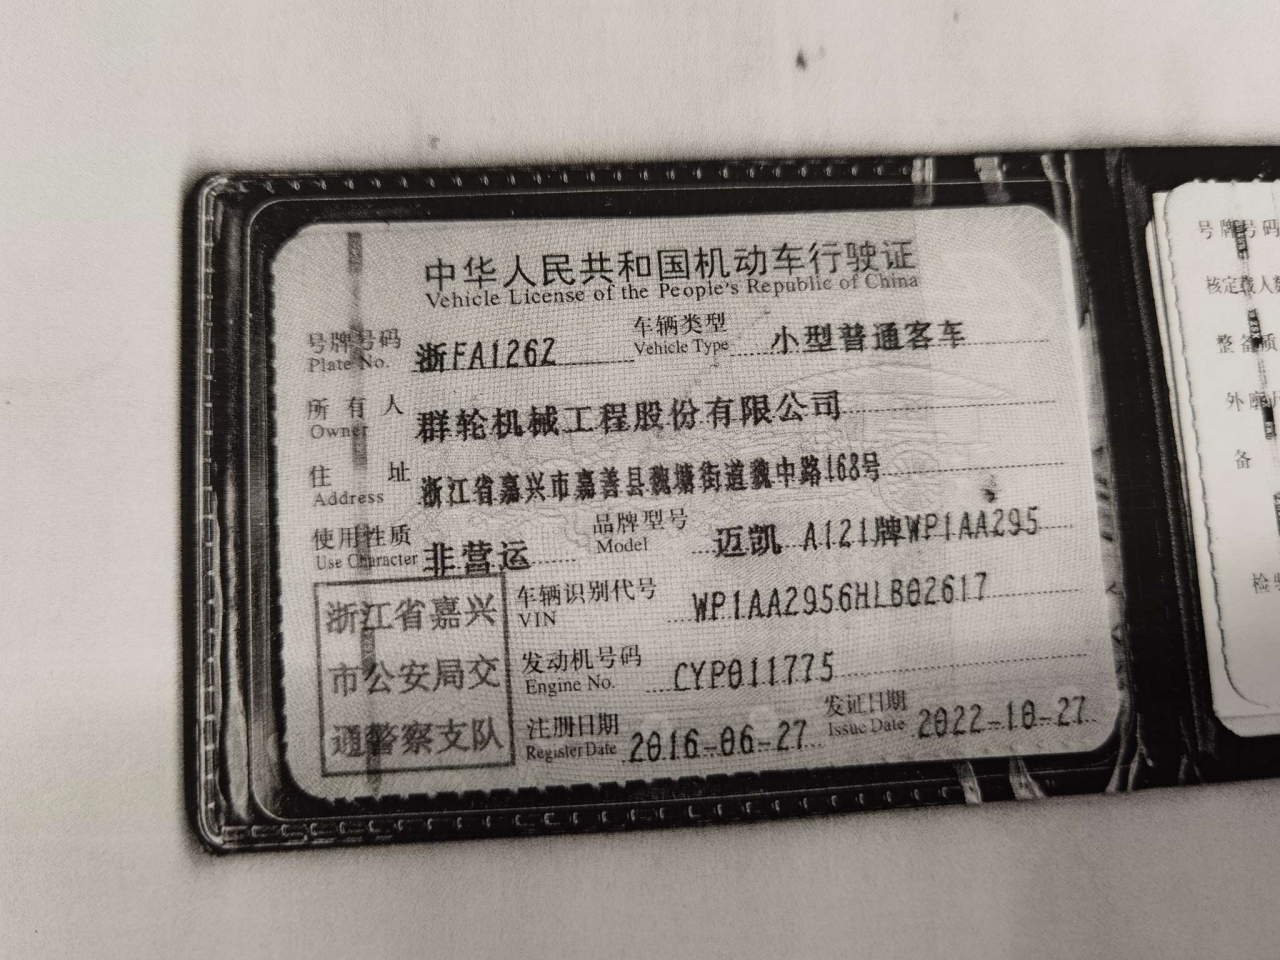 中华人民共和国机动车行驶证
Vehicle License of the People's Republic of China
号牌号码 浙FA126Z 车辆类型 小型普通客车
Plate No. Vehicle Type
所有人 群轮机械工程股份有限公司
Owner
住址 浙江省嘉兴市嘉善县魏塘街道魏中路168号
Address
使用性质 非营运 品牌型号 迈凯 A121牌WP1AA295
Use Character Model
浙江省嘉兴
市公安局交
通警察支队
车辆识别代号 WP1AA2956HLB02617
VIN
发动机号码 CYP011775
Engine No.
注册日期 2016-06-27 发证日期 2022-10-27
Register Date Issue Date
号牌号码
核定载人数
整备质
备
检验